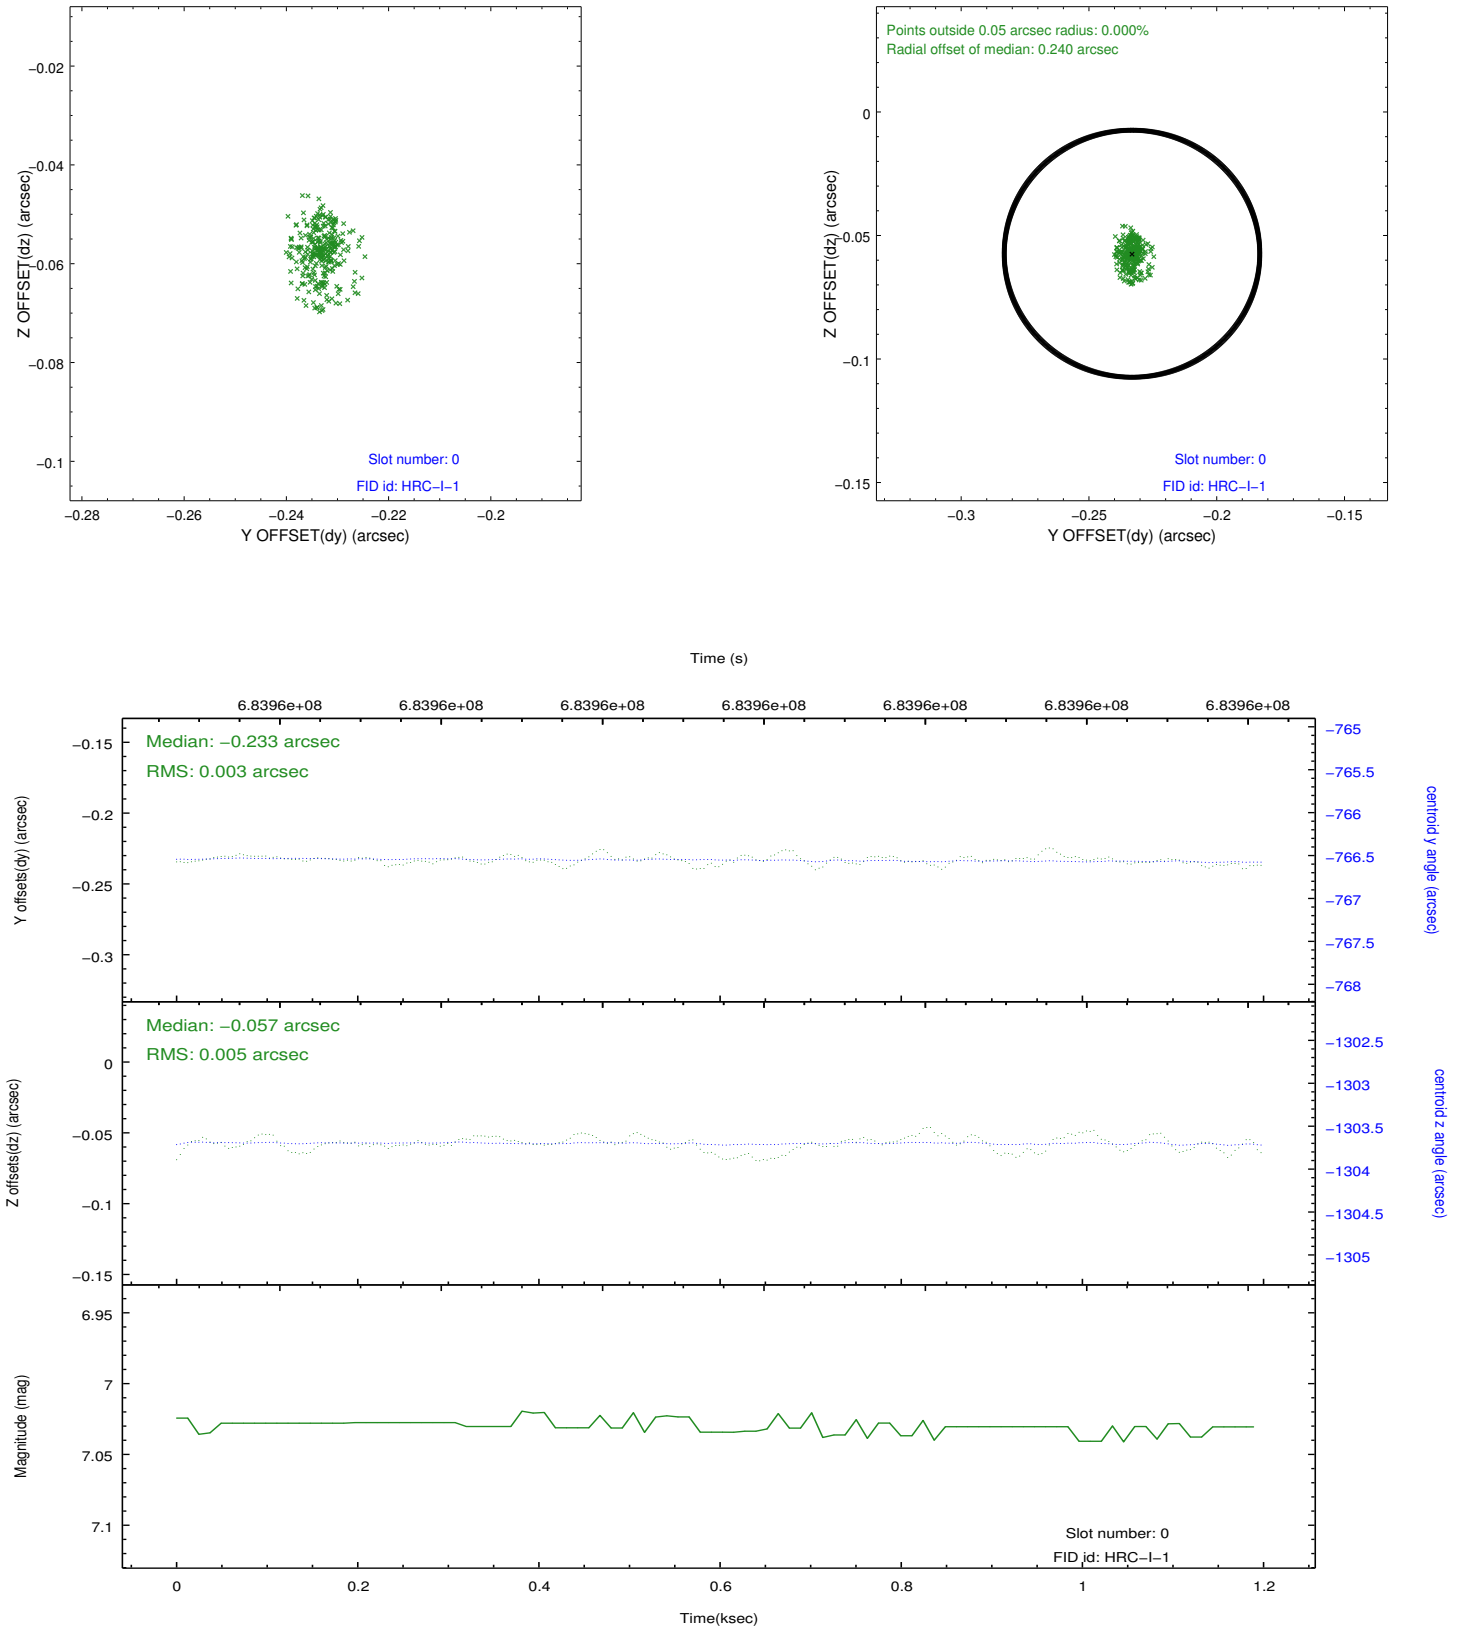 −0.02
−0.04
−0.06
−0.08
−0.1
Z OFFSET(dz) (arcsec)
Slot number: 0
FID id: HRC−I−1
−0.28
−0.26
−0.24
−0.22
−0.2
Y OFFSET(dy) (arcsec)
Points outside 0.05 arcsec radius: 0.000%
Radial offset of median: 0.240 arcsec
0
−0.05
−0.1
−0.15
Z OFFSET(dz) (arcsec)
Slot number: 0
FID id: HRC−I−1
−0.3
−0.25
−0.2
−0.15
Y OFFSET(dy) (arcsec)
Time (s)
6.8396e+08
6.8396e+08
6.8396e+08
6.8396e+08
6.8396e+08
6.8396e+08
6.8396e+08
Median: −0.233 arcsec
RMS: 0.003 arcsec
−0.15
−0.2
−0.25
−0.3
Y offsets(dy) (arcsec)
−765
−765.5
−766
−766.5
−767
−767.5
−768
centroid y angle (arcsec)
Median: −0.057 arcsec
RMS: 0.005 arcsec
0
−0.05
−0.1
−0.15
Z offsets(dz) (arcsec)
−1302.5
−1303
−1303.5
−1304
−1304.5
−1305
centroid z angle (arcsec)
6.95
7
7.05
7.1
Magnitude (mag)
Slot number: 0
FID id: HRC−I−1
0
0.2
0.4
0.6
0.8
1
1.2
Time(ksec)